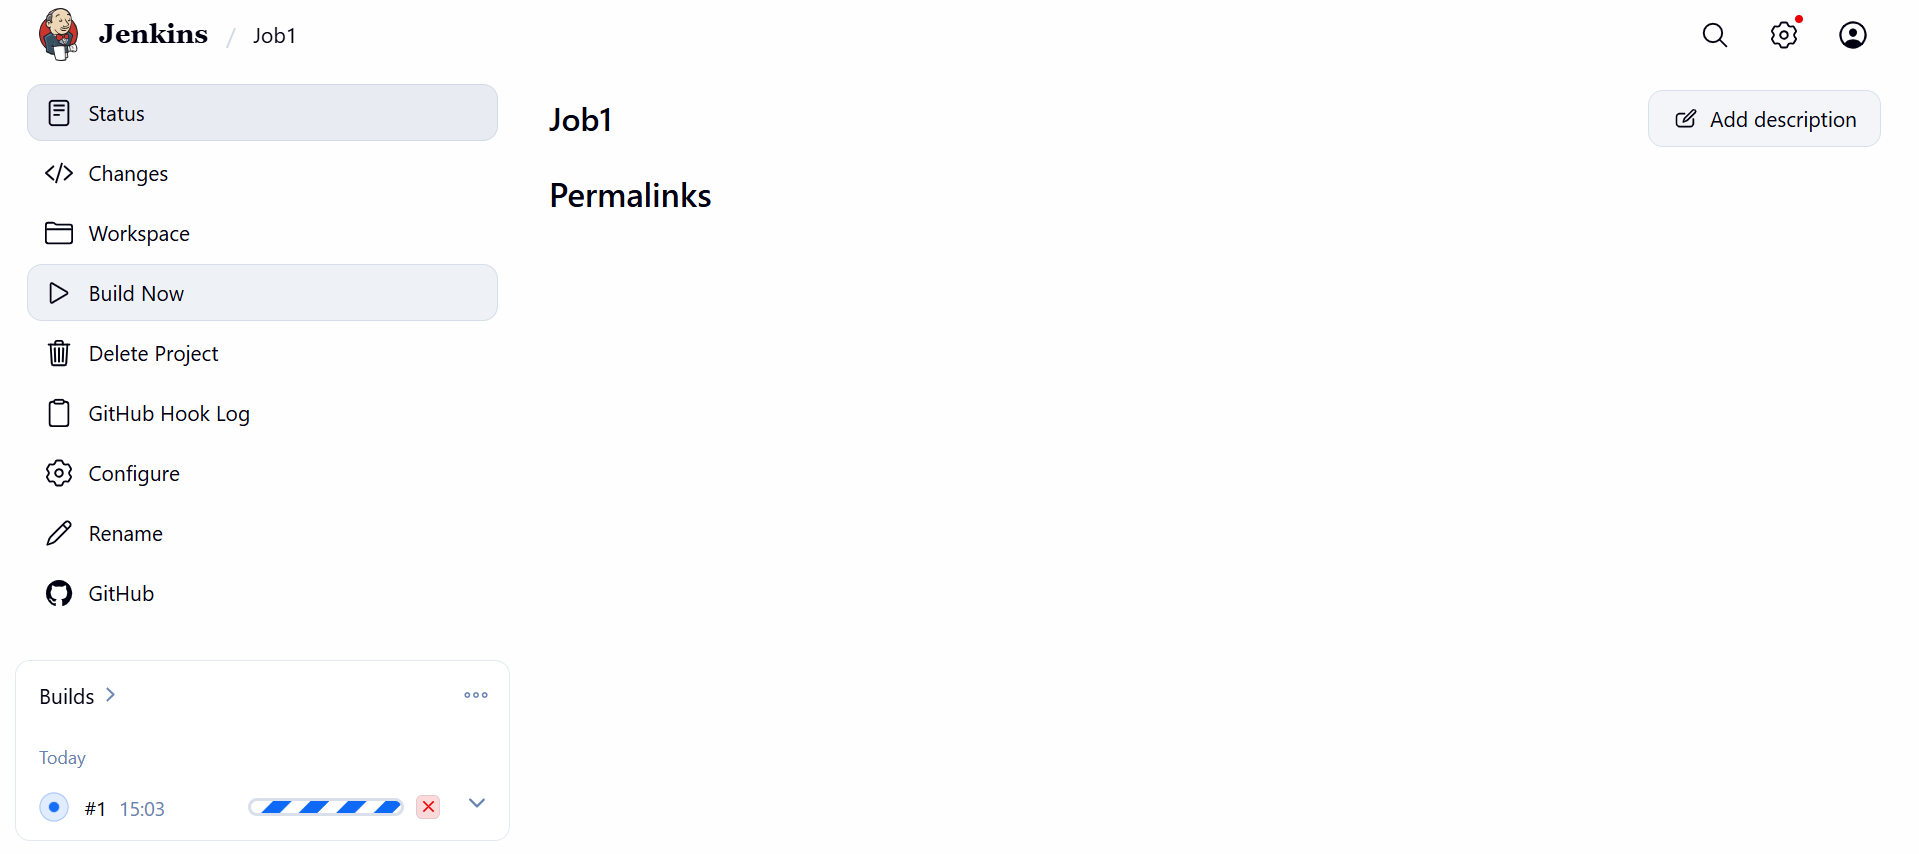 Jenkins / Job1
Status
Changes
Workspace
Build Now
Delete Project
GitHub Hook Log
Configure
Rename
GitHub
Builds
Today
#1 15:03
Job1
Add description
Permalinks